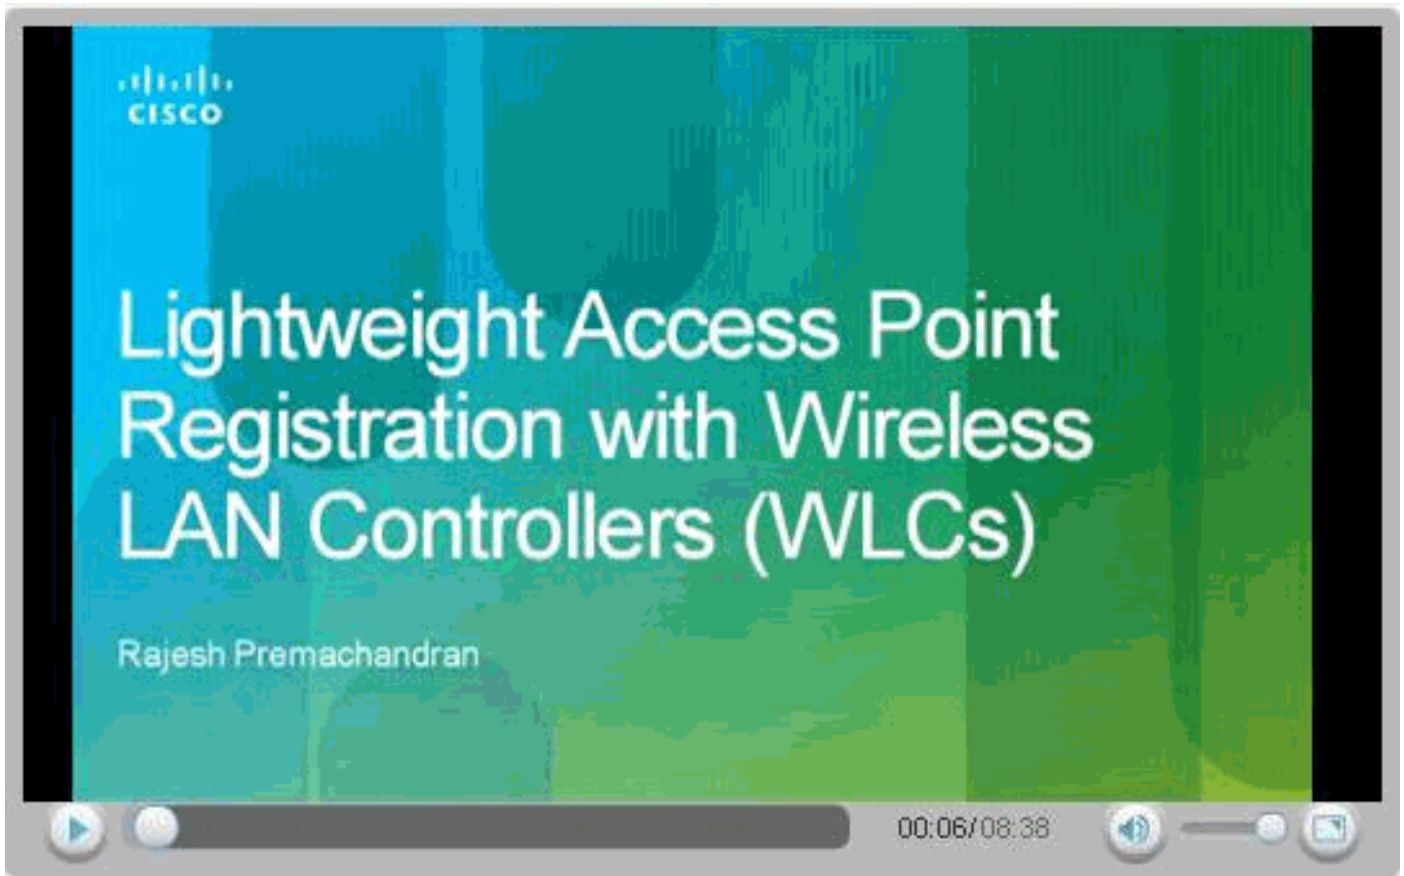 CISCO
Lightweight Access Point
Registration with Wireless
LAN Controllers (WLCs)
Rajesh Premachandran
00:06/08:38